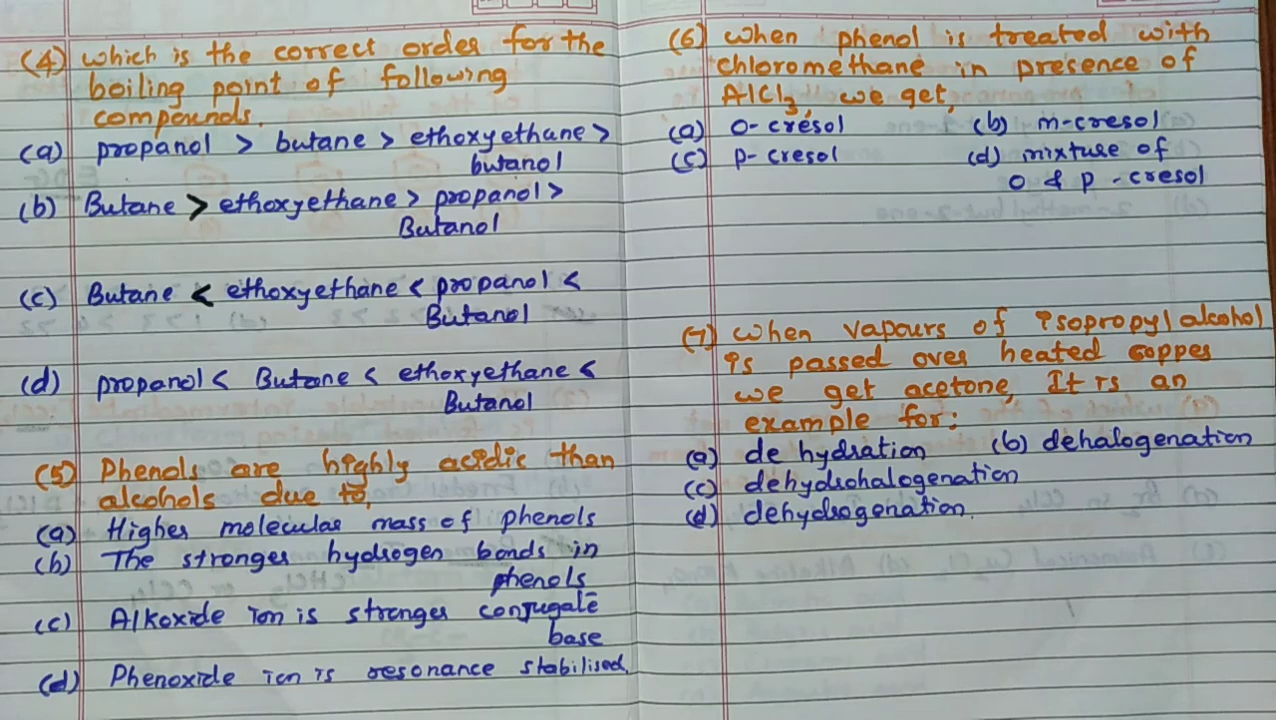 (4) which is the correct order for the
boiling point of following
compounds.
(a) propanol > butane > ethoxyethane >
butanol
(b) Butane > ethoxyethane > propanol >
Butanol
(c) Butane < ethoxyethane < propanol <
Butanol
(d) propanol < Butane < ethoxyethane <
Butanol
(5) Phenols are highly acidic than
alcohols due to,
(a) Higher molecular mass of phenols
(b) The stronger hydrogen bonds in
phenols
(c) Alkoxide ion is stronger conjugate
base
(d) Phenoxide ion is resonance stabilised.
(6) when phenol is treated with
chloromethane in presence of
AlCl3, we get,
(a) o-cresol (b) m-cresol
(c) p-cresol (d) mixture of
o & p-cresol
(7) when vapours of isopropyl alcohol
is passed over heated copper
we get acetone, It is an
example for:
(a) de hydration (b) dehalogenation
(c) dehydrohalogenation
(d) dehydrogenation.